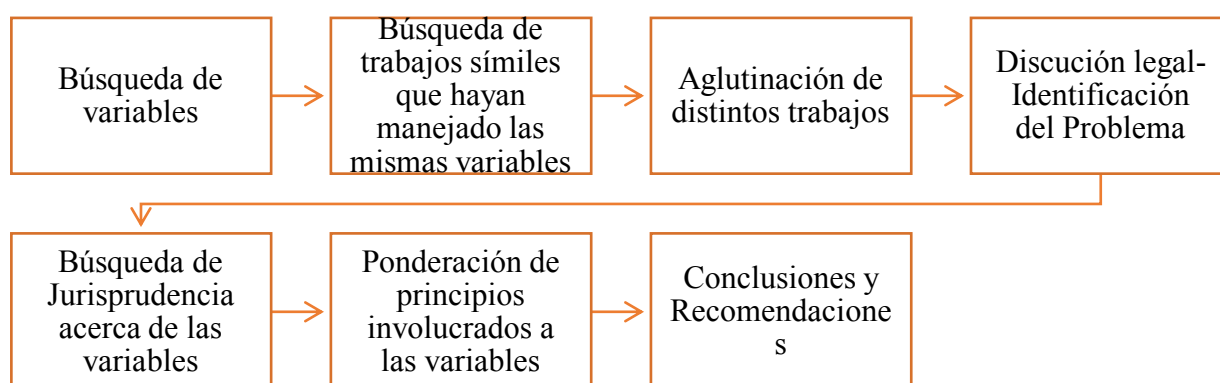 Búsqueda de
variables
Búsqueda de
trabajos símiles
que hayan
manejado las
mismas variables
Aglutinación de
distintos trabajos
Discución legal-
Identificación
del Problema
Búsqueda de
Jurisprudencia
acerca de las
variables
Ponderación de
principios
involucrados a
las variables
Conclusiones y
Recomendacione
s